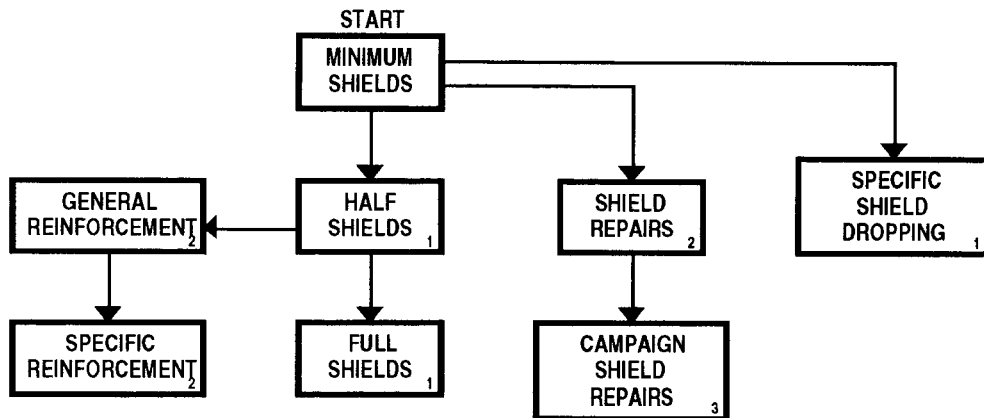 START
MINIMUM
SHIELDS
GENERAL
REINFORCEMENT
2
HALF
SHIELDS
1
SHIELD
REPAIRS
2
SPECIFIC
SHIELD
DROPPING
1
SPECIFIC
REINFORCEMENT
2
FULL
SHIELDS
1
CAMPAIGN
SHIELD
REPAIRS
3